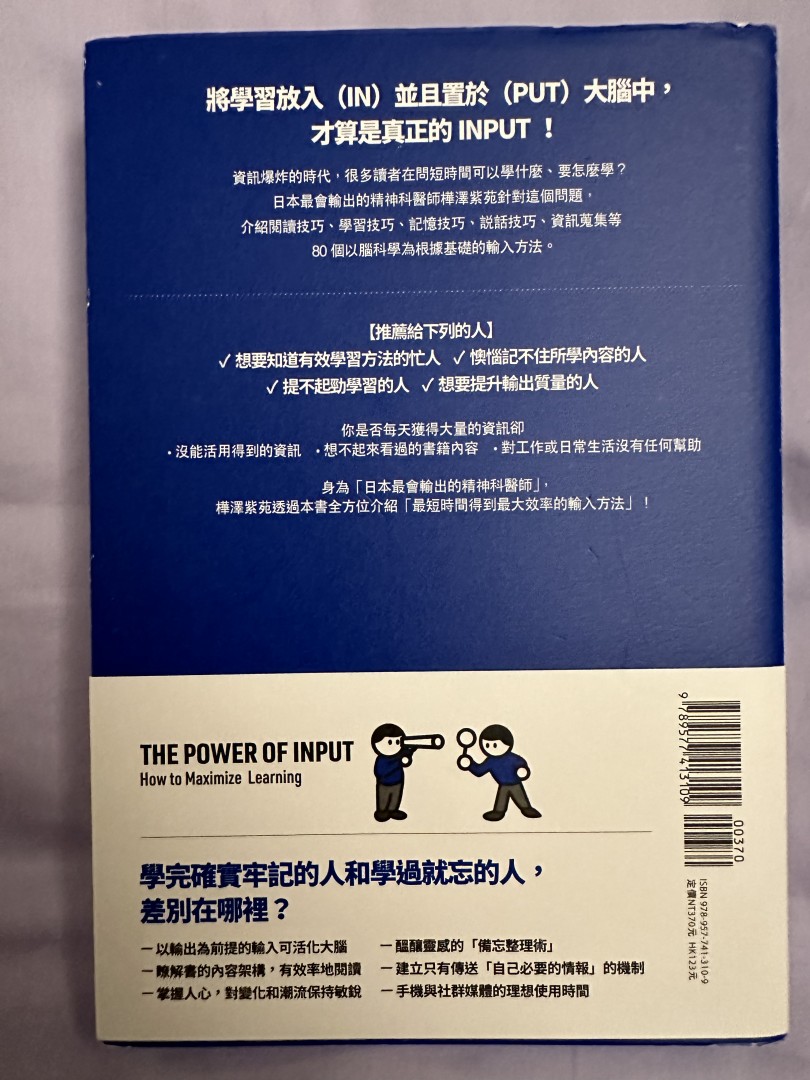 將學習放入（IN）並且置於（PUT）大腦中，
才算是真正的 INPUT！
資訊爆炸的時代，很多讀者在問短時間可以學什麼、要怎麼學？
日本最會輸出的精神科醫師樺澤紫苑針對這個問題，
介紹閱讀技巧、學習技巧、記憶技巧、説話技巧、資訊蒐集等
80 個以腦科學為根據基礎的輸入方法。
【推薦給下列的人】
✓ 想要知道有效學習方法的忙人 ✓ 懊惱記不住所學內容的人
✓ 提不起勁學習的人 ✓ 想要提升輸出質量的人
你是否每天獲得大量的資訊卻
・沒能活用得到的資訊 ・想不起來看過的書籍內容 ・對工作或日常生活沒有任何幫助
身為「日本最會輸出的精神科醫師」，
樺澤紫苑透過本書全方位介紹「最短時間得到最大效率的輸入方法」！
THE POWER OF INPUT
How to Maximize Learning
學完確實牢記的人和學過就忘的人，
差別在哪裡？
— 以輸出為前提的輸入可活化大腦
— 瞭解書的內容架構，有效率地閱讀
— 掌握人心，對變化和潮流保持敏銳
— 醞釀靈感的「備忘整理術」
— 建立只有傳送「自己必要的情報」的機制
— 手機與社群媒體的理想使用時間
9 789577 413109
00370
ISBN 978-957-741-310-9
定價NT370元 HK123元